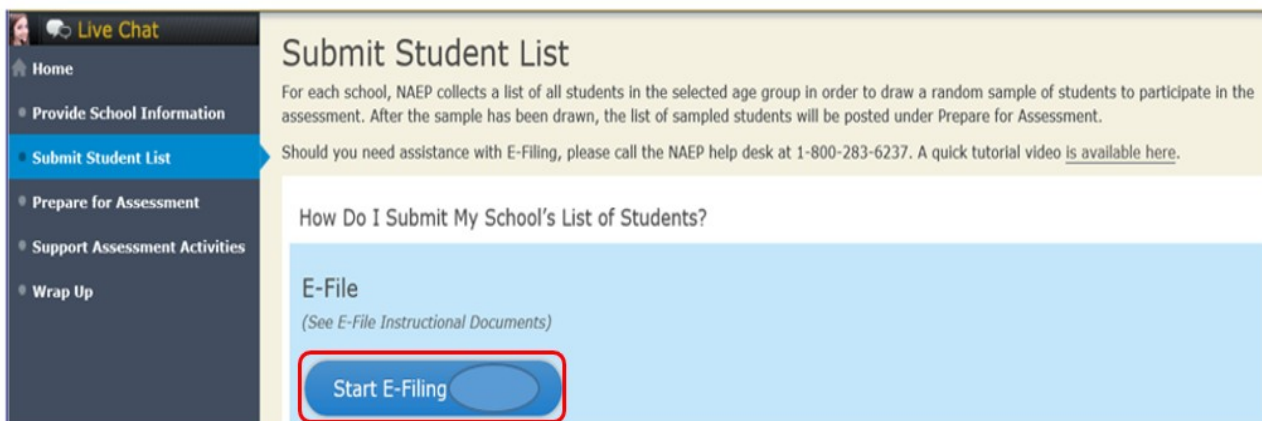 Live Chat
Home
Provide School Information
Submit Student List
Prepare for Assessment
Support Assessment Activities
Wrap Up
Submit Student List
For each school, NAEP collects a list of all students in the selected age group in order to draw a random sample of students to participate in the
assessment. After the sample has been drawn, the list of sampled students will be posted under Prepare for Assessment.
Should you need assistance with E-Filing, please call the NAEP help desk at 1-800-283-6237. A quick tutorial video is available here.
How Do I Submit My School's List of Students?
E-File
(See E-File Instructional Documents)
Start E-Filing